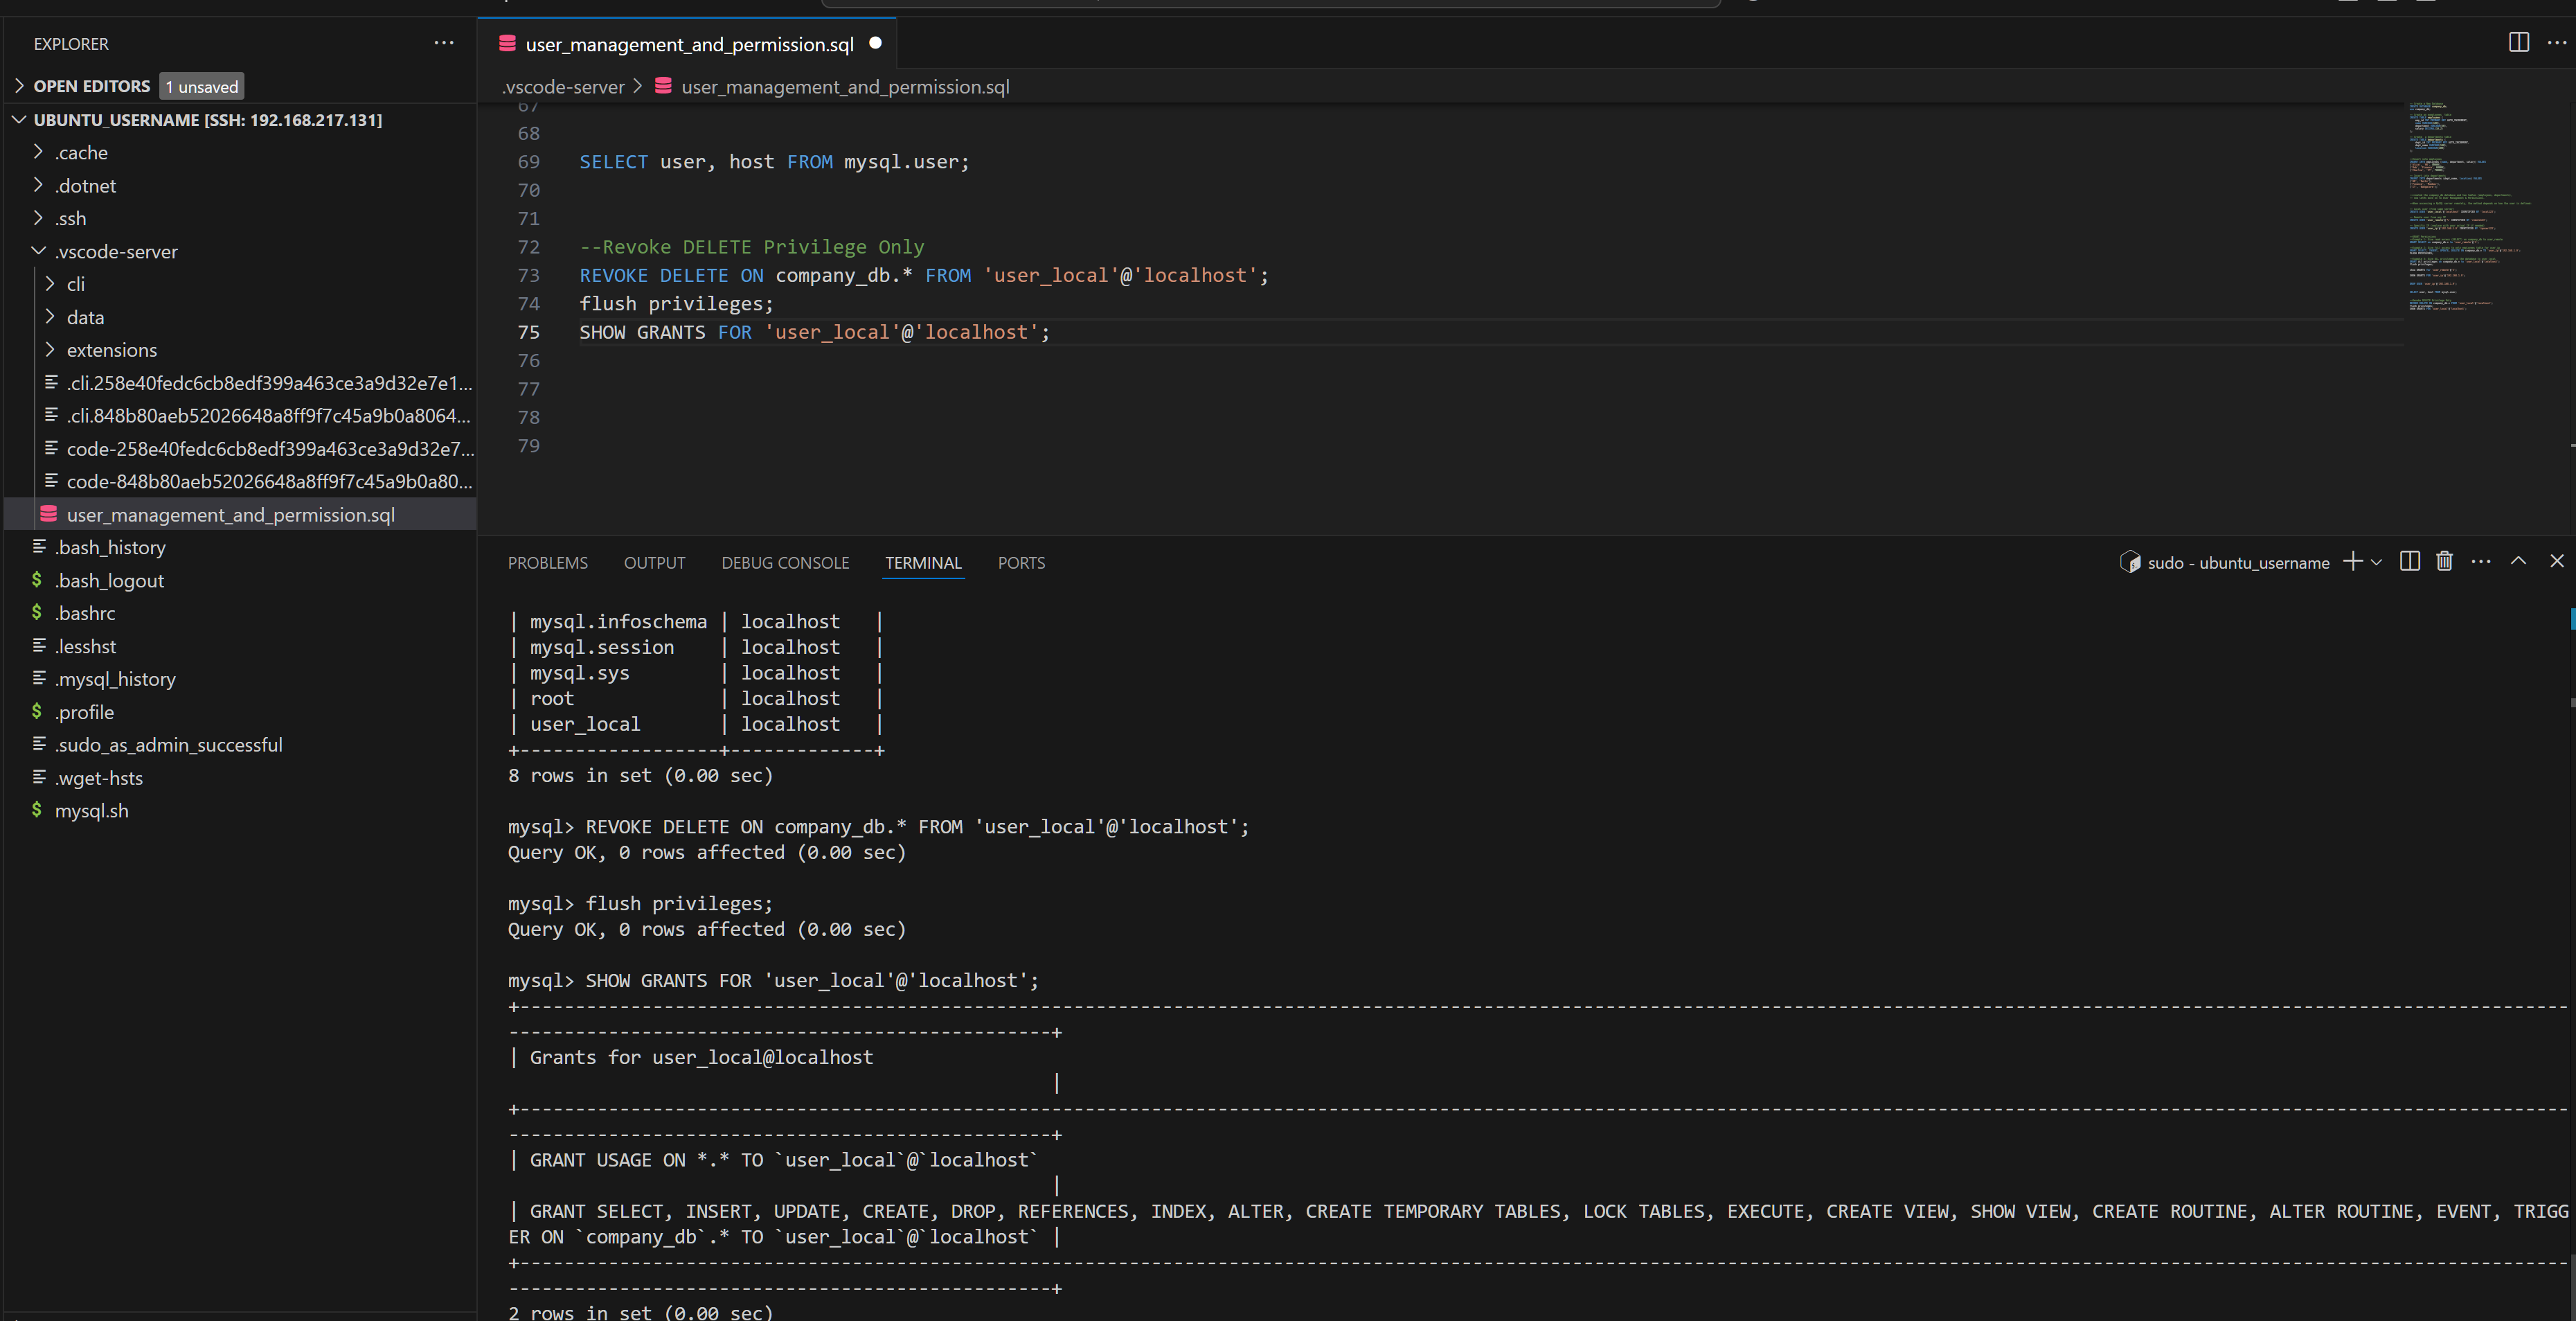 EXPLORER
OPEN EDITORS 1 unsaved
UBUNTU_USERNAME [SSH: 192.168.217.131]
.cache
.dotnet
.ssh
.vscode-server
cli
data
extensions
.cli.258e40fedc6cb8edf399a463ce3a9d32e7e1...
.cli.848b80aeb52026648a8ff9f7c45a9b0a8064...
code-258e40fedc6cb8edf399a463ce3a9d32e7...
code-848b80aeb52026648a8ff9f7c45a9b0a80...
user_management_and_permission.sql
.bash_history
.bash_logout
.bashrc
.lesshst
.mysql_history
.profile
.sudo_as_admin_successful
.wget-hsts
mysql.sh
user_management_and_permission.sql
.vscode-server > user_management_and_permission.sql
67
68
69 SELECT user, host FROM mysql.user;
70
71
72 --Revoke DELETE Privilege Only
73 REVOKE DELETE ON company_db.* FROM 'user_local'@'localhost';
74 flush privileges;
75 SHOW GRANTS FOR 'user_local'@'localhost';
76
77
78
79
PROBLEMS OUTPUT DEBUG CONSOLE TERMINAL PORTS
sudo - ubuntu_username
| mysql.infoschema | localhost |
| mysql.session | localhost |
| mysql.sys | localhost |
| root | localhost |
| user_local | localhost |
+------------------+-------------+
8 rows in set (0.00 sec)
mysql> REVOKE DELETE ON company_db.* FROM 'user_local'@'localhost';
Query OK, 0 rows affected (0.00 sec)
mysql> flush privileges;
Query OK, 0 rows affected (0.00 sec)
mysql> SHOW GRANTS FOR 'user_local'@'localhost';
| Grants for user_local@localhost
|
| GRANT USAGE ON *.* TO `user_local`@`localhost`
|
| GRANT SELECT, INSERT, UPDATE, CREATE, DROP, REFERENCES, INDEX, ALTER, CREATE TEMPORARY TABLES, LOCK TABLES, EXECUTE, CREATE VIEW, SHOW VIEW, CREATE ROUTINE, ALTER ROUTINE, EVENT, TRIGG
ER ON `company_db`.* TO `user_local`@`localhost` |
2 rows in set (0.00 sec)